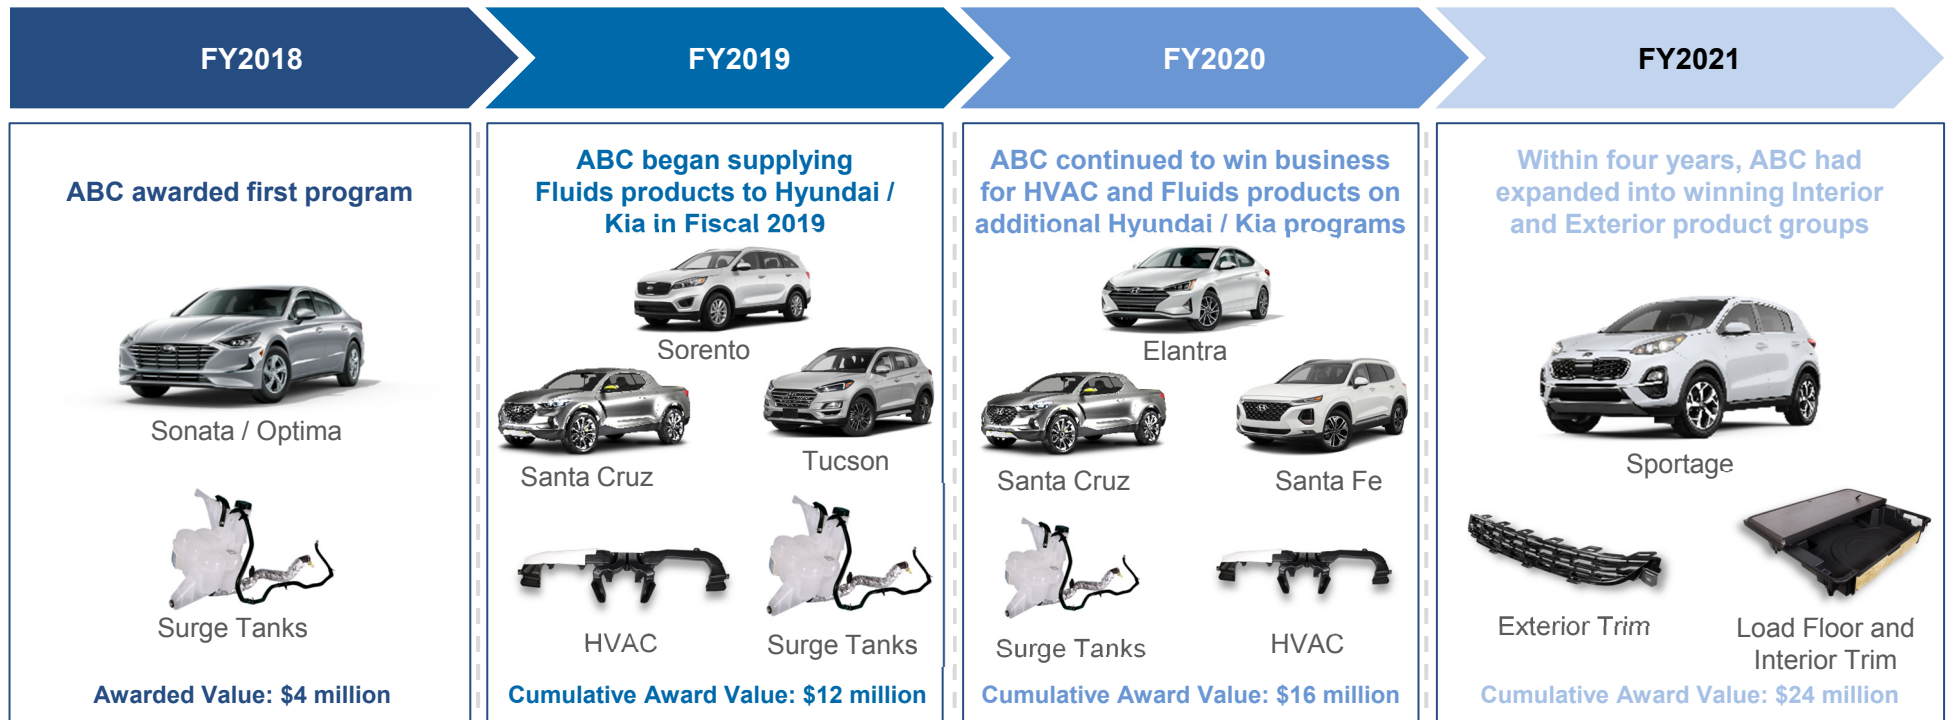 FY2018
FY2019
FY2020
FY2021
ABC awarded first program
Sonata / Optima
Surge Tanks
Awarded Value: $4 million
ABC began supplying
Fluids products to Hyundai /
Kia in Fiscal 2019
Sorento
Santa Cruz
Tucson
HVAC
Surge Tanks
Cumulative Award Value: $12 million
ABC continued to win business
for HVAC and Fluids products on
additional Hyundai / Kia programs
Elantra
Santa Cruz
Santa Fe
Surge Tanks
HVAC
Cumulative Award Value: $16 million
Within four years, ABC had
expanded into winning Interior
and Exterior product groups
Sportage
Exterior Trim
Load Floor and
Interior Trim
Cumulative Award Value: $24 million